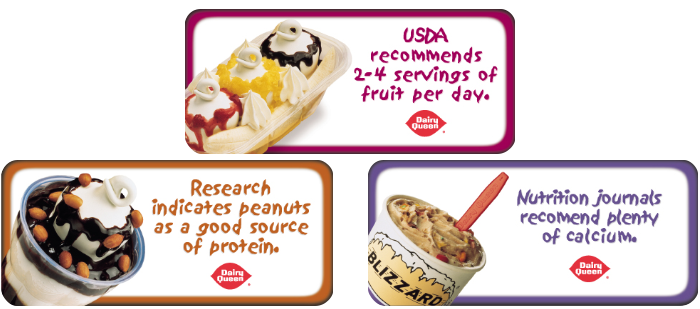 USDA
recommends
2-4 servings of
fruit per day.
Dairy
Queen
Research
indicates peanuts
as a good source
of protein.
Dairy
Queen
Nutrition journals
recomend plenty
of calcium.
Dairy
Queen
BLIZZARD